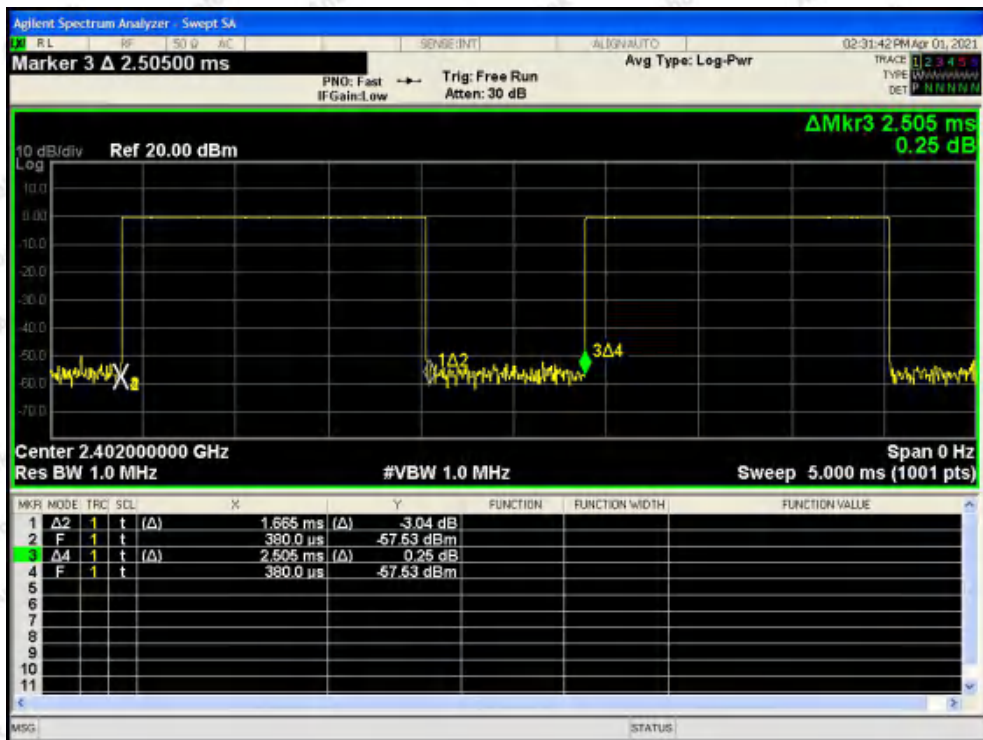 Agilent Spectrum Analyzer - Swept SA
LXI RL RF 50 Ω AC SENSE:INT ALIGNAUTO 02:31:42 PM Apr 01, 2021
Marker 3 Δ 2.50500 ms
Avg Type: Log-Pwr
TRACE 1 2 3 4 5 6
PNO: Fast Trig: Free Run
TYPE
IFGain:Low Atten: 30 dB
DET P N N N N N
ΔMkr3 2.505 ms
0.25 dB
10 dB/div Ref 20.00 dBm
Log
10.0
0.00
-10.0
-20.0
-30.0
-40.0
-50.0
-60.0
-70.0
1Δ2
3Δ4
Center 2.402000000 GHz Span 0 Hz
Res BW 1.0 MHz #VBW 1.0 MHz Sweep 5.000 ms (1001 pts)
MKR MODE TRC SCL X Y FUNCTION FUNCTION WIDTH FUNCTION VALUE
1 Δ2 1 t (Δ) 1.665 ms (Δ) -3.04 dB
2 F 1 t 380.0 µs -57.53 dBm
3 Δ4 1 t (Δ) 2.505 ms (Δ) 0.25 dB
4 F 1 t 380.0 µs -57.53 dBm
5
6
7
8
9
10
11
MSG STATUS